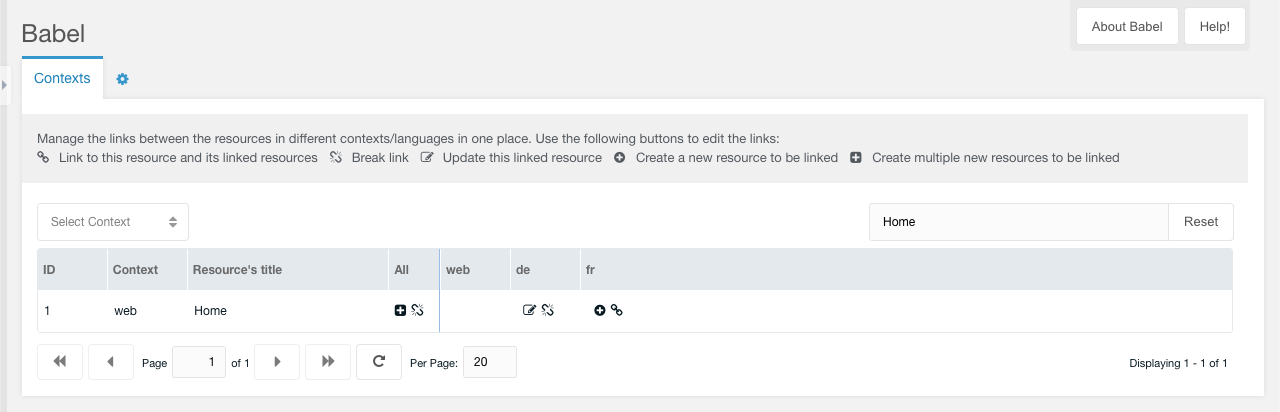 Babel
About Babel Help!
Contexts
Manage the links between the resources in different contexts/languages in one place. Use the following buttons to edit the links:
Link to this resource and its linked resources Break link Update this linked resource Create a new resource to be linked Create multiple new resources to be linked
Select Context Home Reset
ID Context Resource's title All web de fr
1 web Home
Page 1 of 1 Per Page: 20 Displaying 1 - 1 of 1